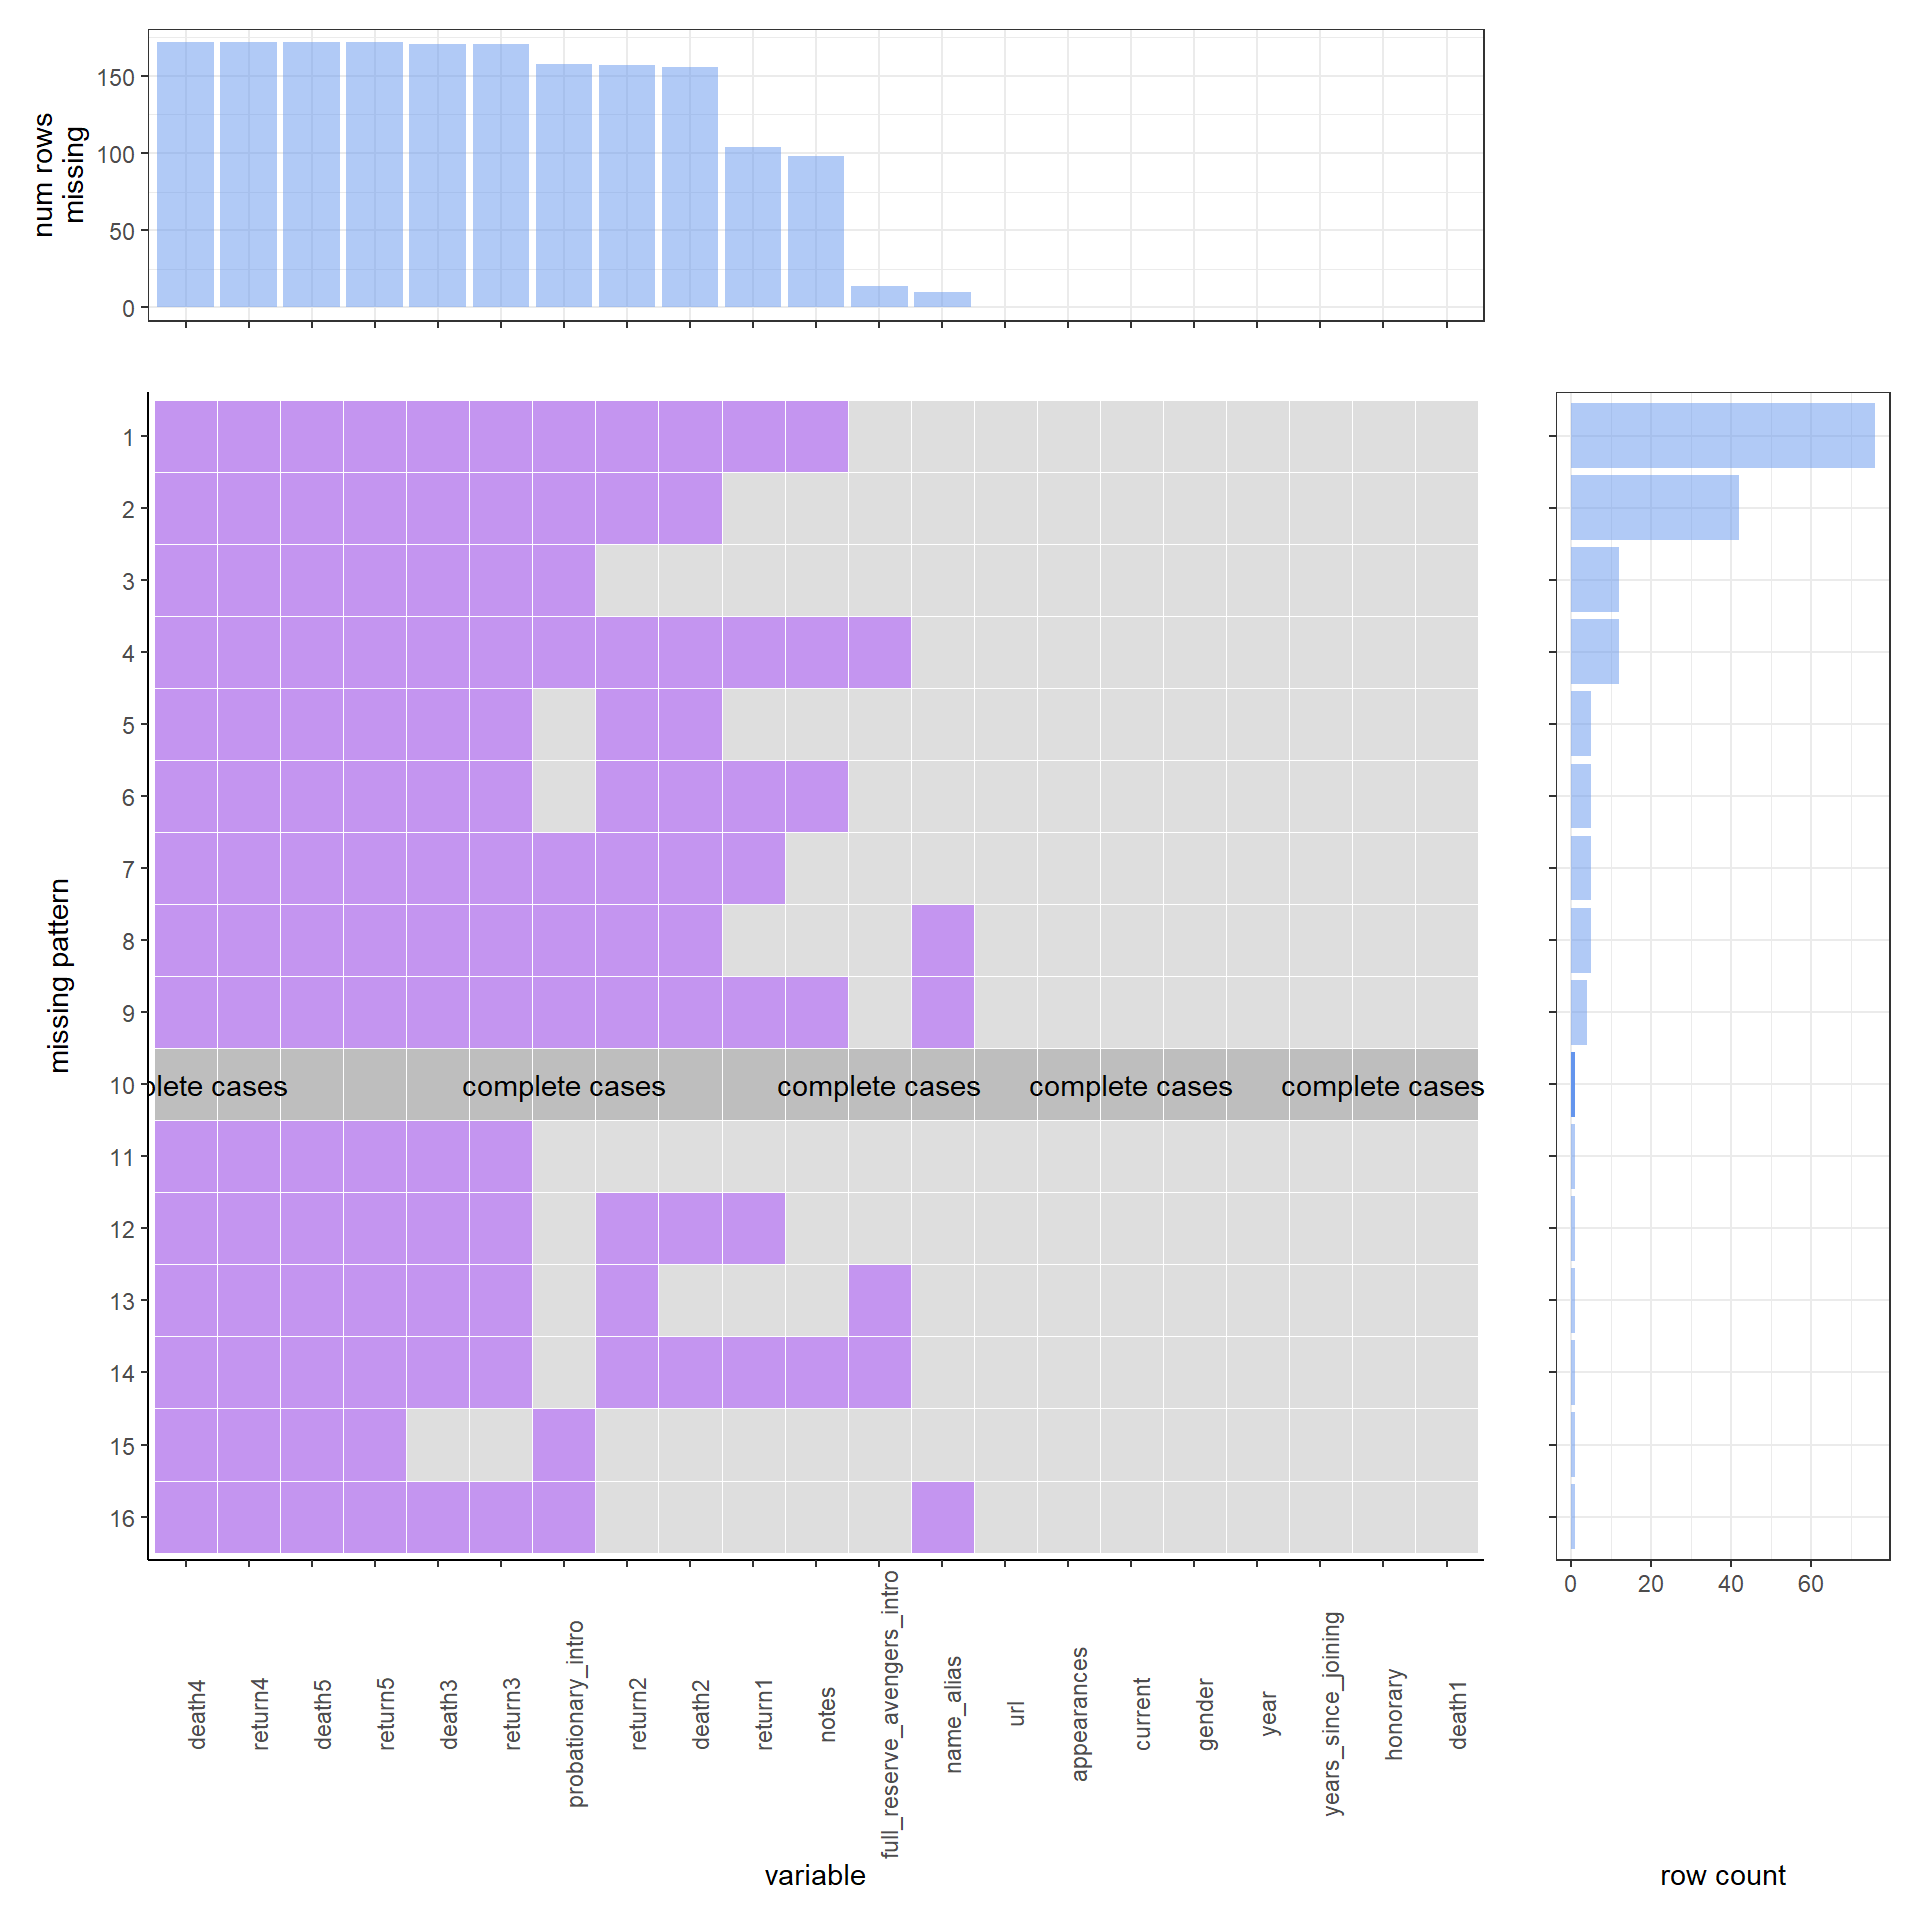 num rows
missing
150
100
50
0
missing pattern
1
2
3
4
5
6
7
8
9
10
11
12
13
14
15
16
plete cases complete cases complete cases complete cases complete cases
death4
return4
death5
return5
death3
return3
probationary_intro
return2
death2
return1
notes
full_reserve_avengers_intro
name_alias
url
appearances
current
gender
year
years_since_joining
honorary
death1
variable
0 20 40 60
row count